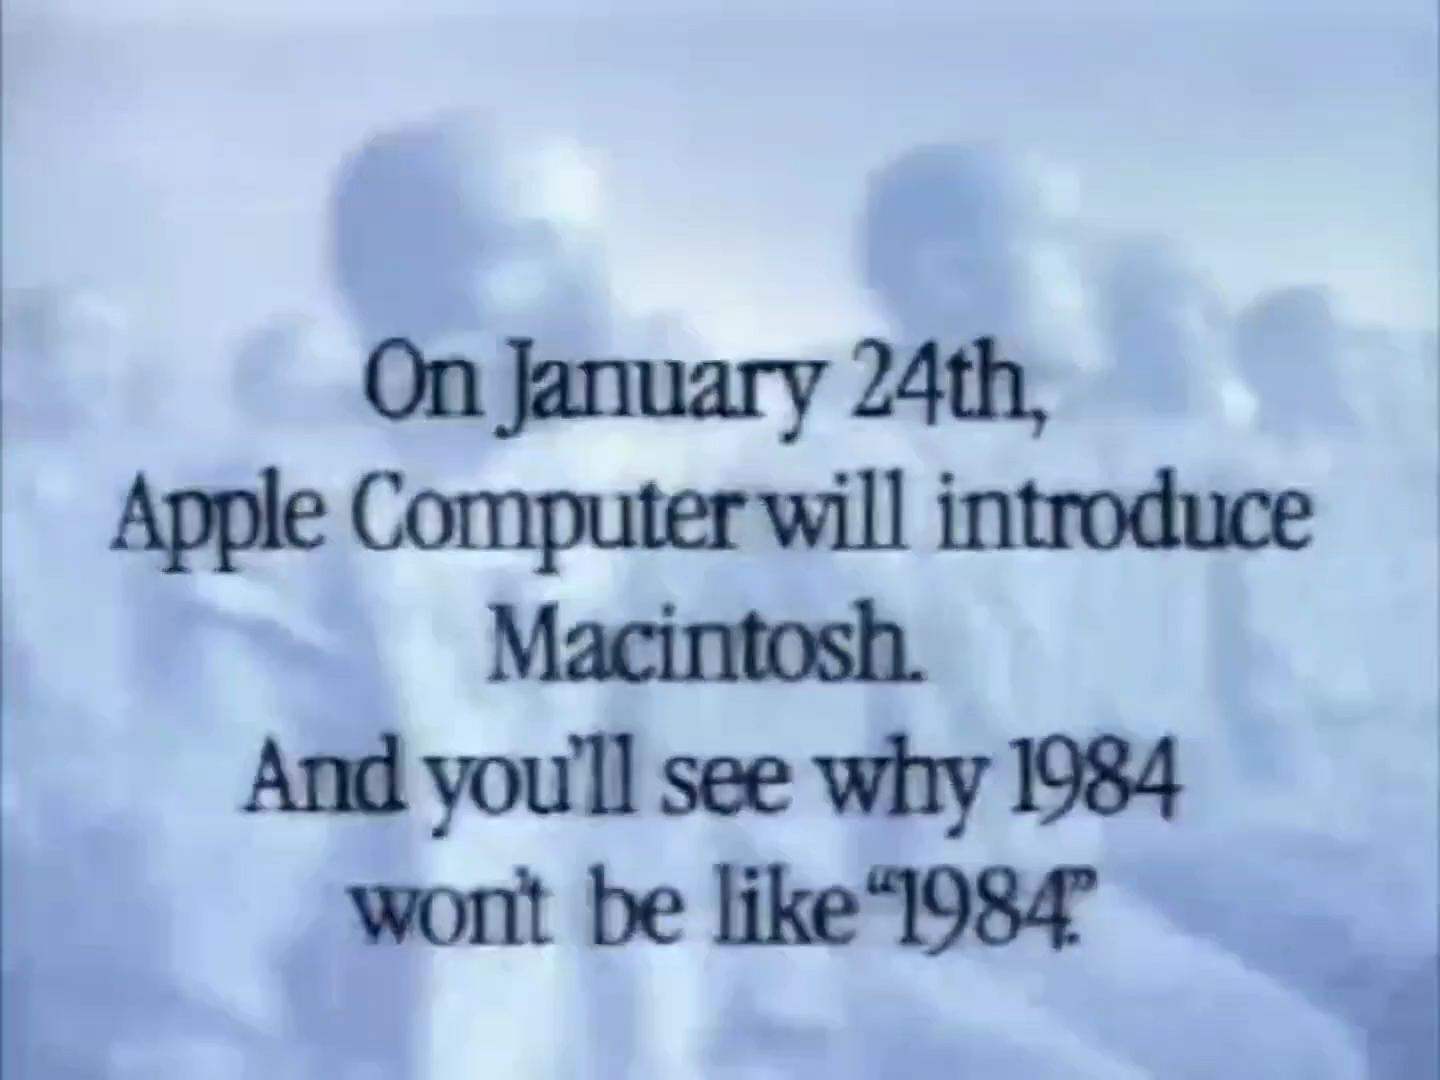 On January 24th,
Apple Computer will introduce
Macintosh.
And you'll see why 1984
won't be like “1984.”